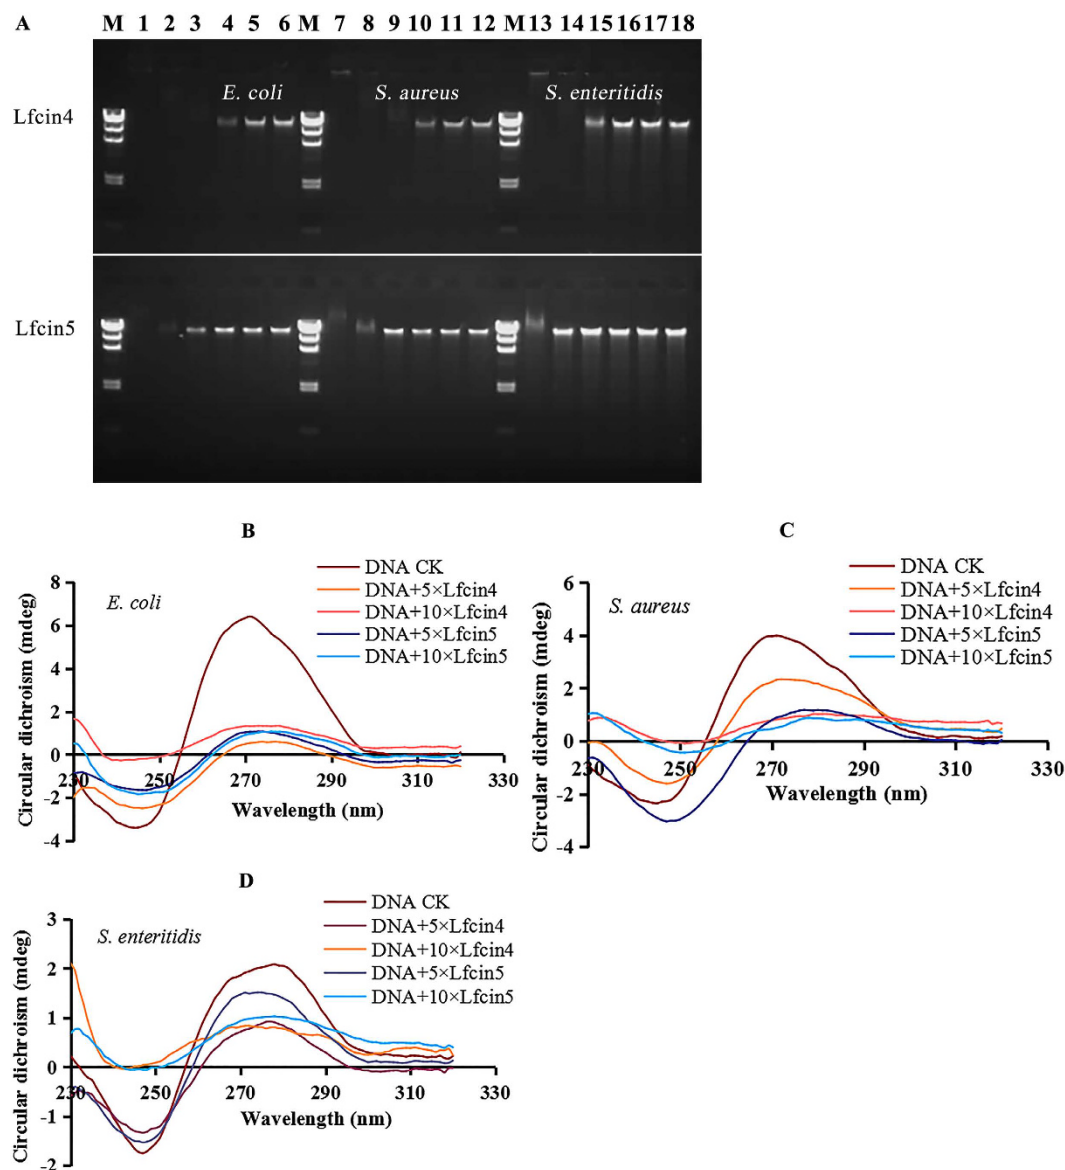 A M 1 2 3 4 5 6 M 7 8 9 10 11 12 M 13 14 15 16 17 18
E. coli S. aureus S. enteritidis
Lfcin4
Lfcin5
B
DNA CK
DNA+5×Lfcin4
DNA+10×Lfcin4
DNA+5×Lfcin5
DNA+10×Lfcin5
E. coli
Circular dichroism (mdeg)
8
6
4
2
0
-2
-4
230 250 270 290 310 330
Wavelength (nm)
C
DNA CK
DNA+5×Lfcin4
DNA+10×Lfcin4
DNA+5×Lfcin5
DNA+10×Lfcin5
S. aureus
Circular dichroism (mdeg)
6
4
2
0
-2
-4
230 250 270 290 310 330
Wavelength (nm)
D
DNA CK
DNA+5×Lfcin4
DNA+10×Lfcin4
DNA+5×Lfcin5
DNA+10×Lfcin5
S. enteritidis
Circular dichroism (mdeg)
3
2
1
0
-1
-2
230 250 270 290 310 330
Wavelength (nm)